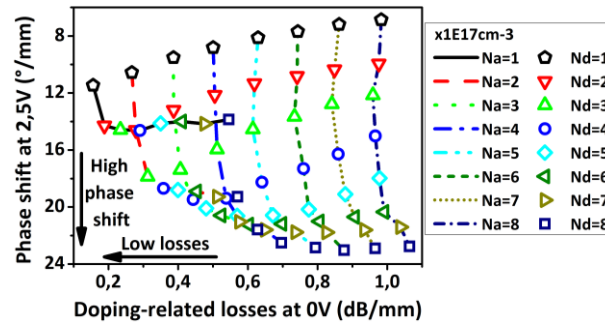 Phase shift at 2,5V (°/mm)
8
12
16
20
24
High
phase
shift
Low losses
0,2 0,4 0,6 0,8 1,0
Doping-related losses at 0V (dB/mm)
x1E17cm-3
Na=1 Nd=1
Na=2 Nd=2
Na=3 Nd=3
Na=4 Nd=4
Na=5 Nd=5
Na=6 Nd=6
Na=7 Nd=7
Na=8 Nd=8